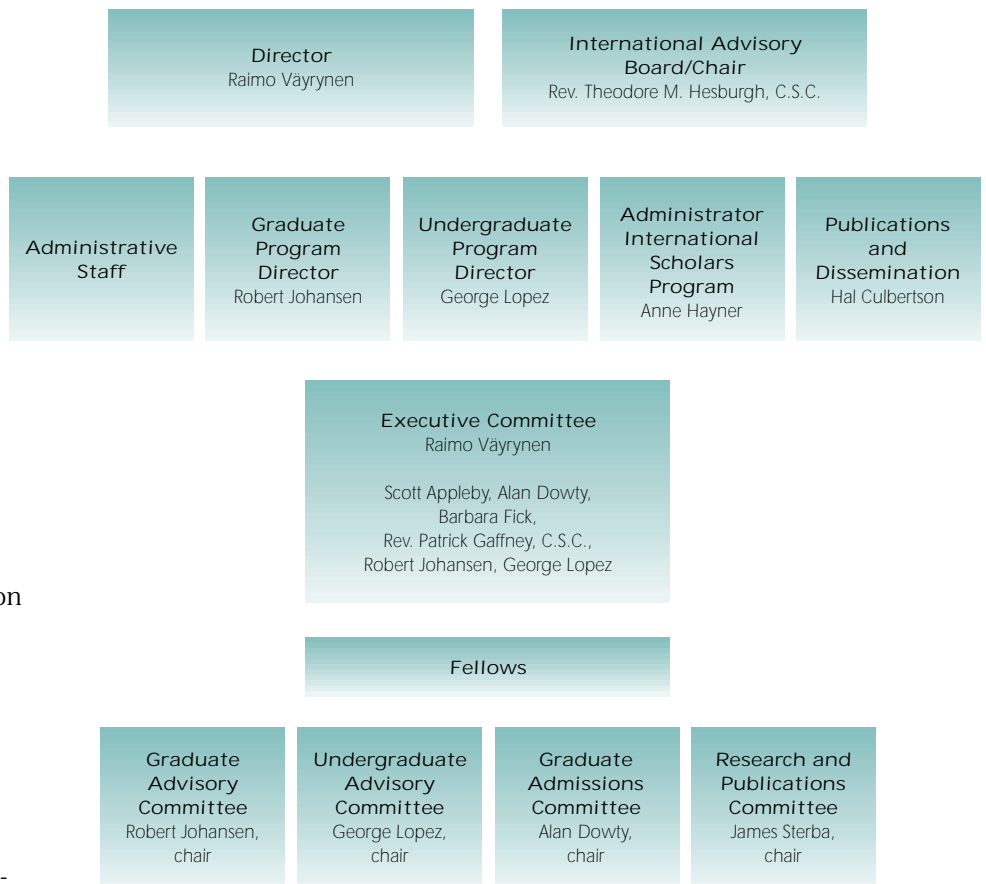 Director
Raimo Väyrynen
International Advisory
Board/Chair
Rev. Theodore M. Hesburgh, C.S.C.
Administrative
Staff
Graduate
Program
Director
Robert Johansen
Undergraduate
Program
Director
George Lopez
Administrator
International
Scholars
Program
Anne Hayner
Publications
and
Dissemination
Hal Culbertson
Executive Committee
Raimo Väyrynen
Scott Appleby, Alan Dowty,
Barbara Fick,
Rev. Patrick Gaffney, C.S.C.,
Robert Johansen, George Lopez
on
Fellows
Graduate
Advisory
Committee
Robert Johansen,
chair
Undergraduate
Advisory
Committee
George Lopez,
chair
Graduate
Admissions
Committee
Alan Dowty,
chair
Research and
Publications
Committee
James Sterba,
chair
-